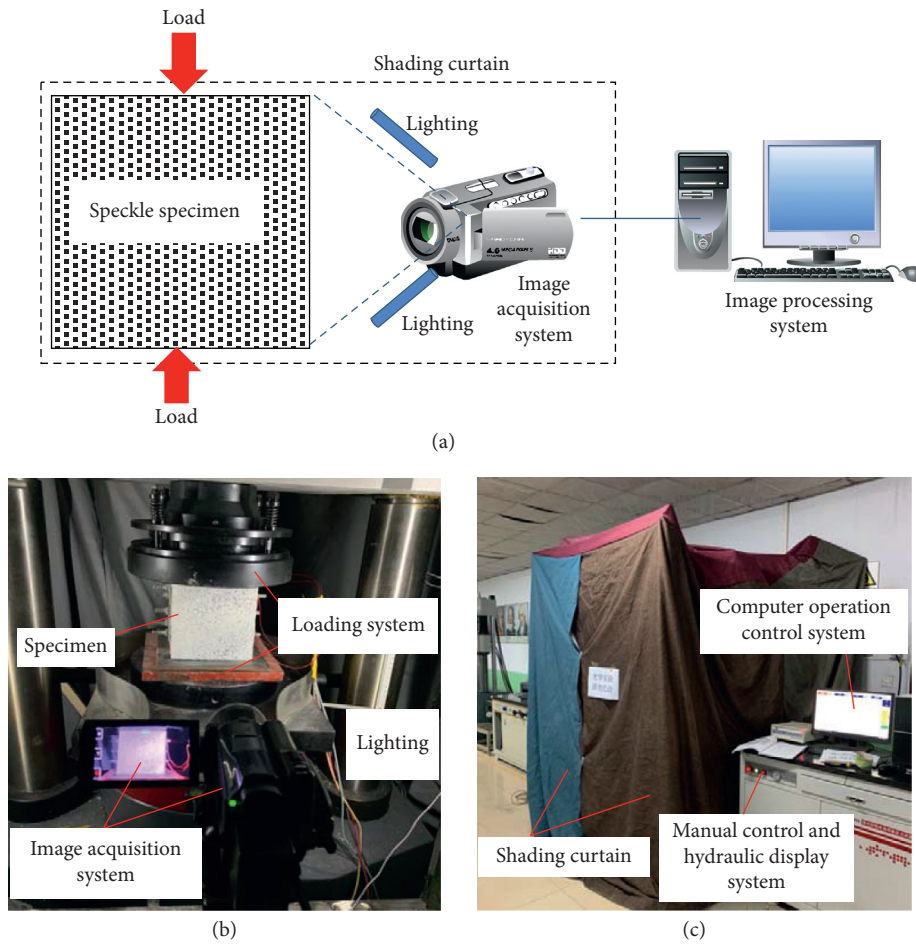 Load
Shading curtain
Lighting
Speckle specimen
Lighting
Image
acquisition
system
Image processing
system
Load
(a)
Specimen
Loading system
Lighting
Image acquisition
system
(b)
Computer operation
control system
Shading curtain
Manual control and
hydraulic display
system
(c)